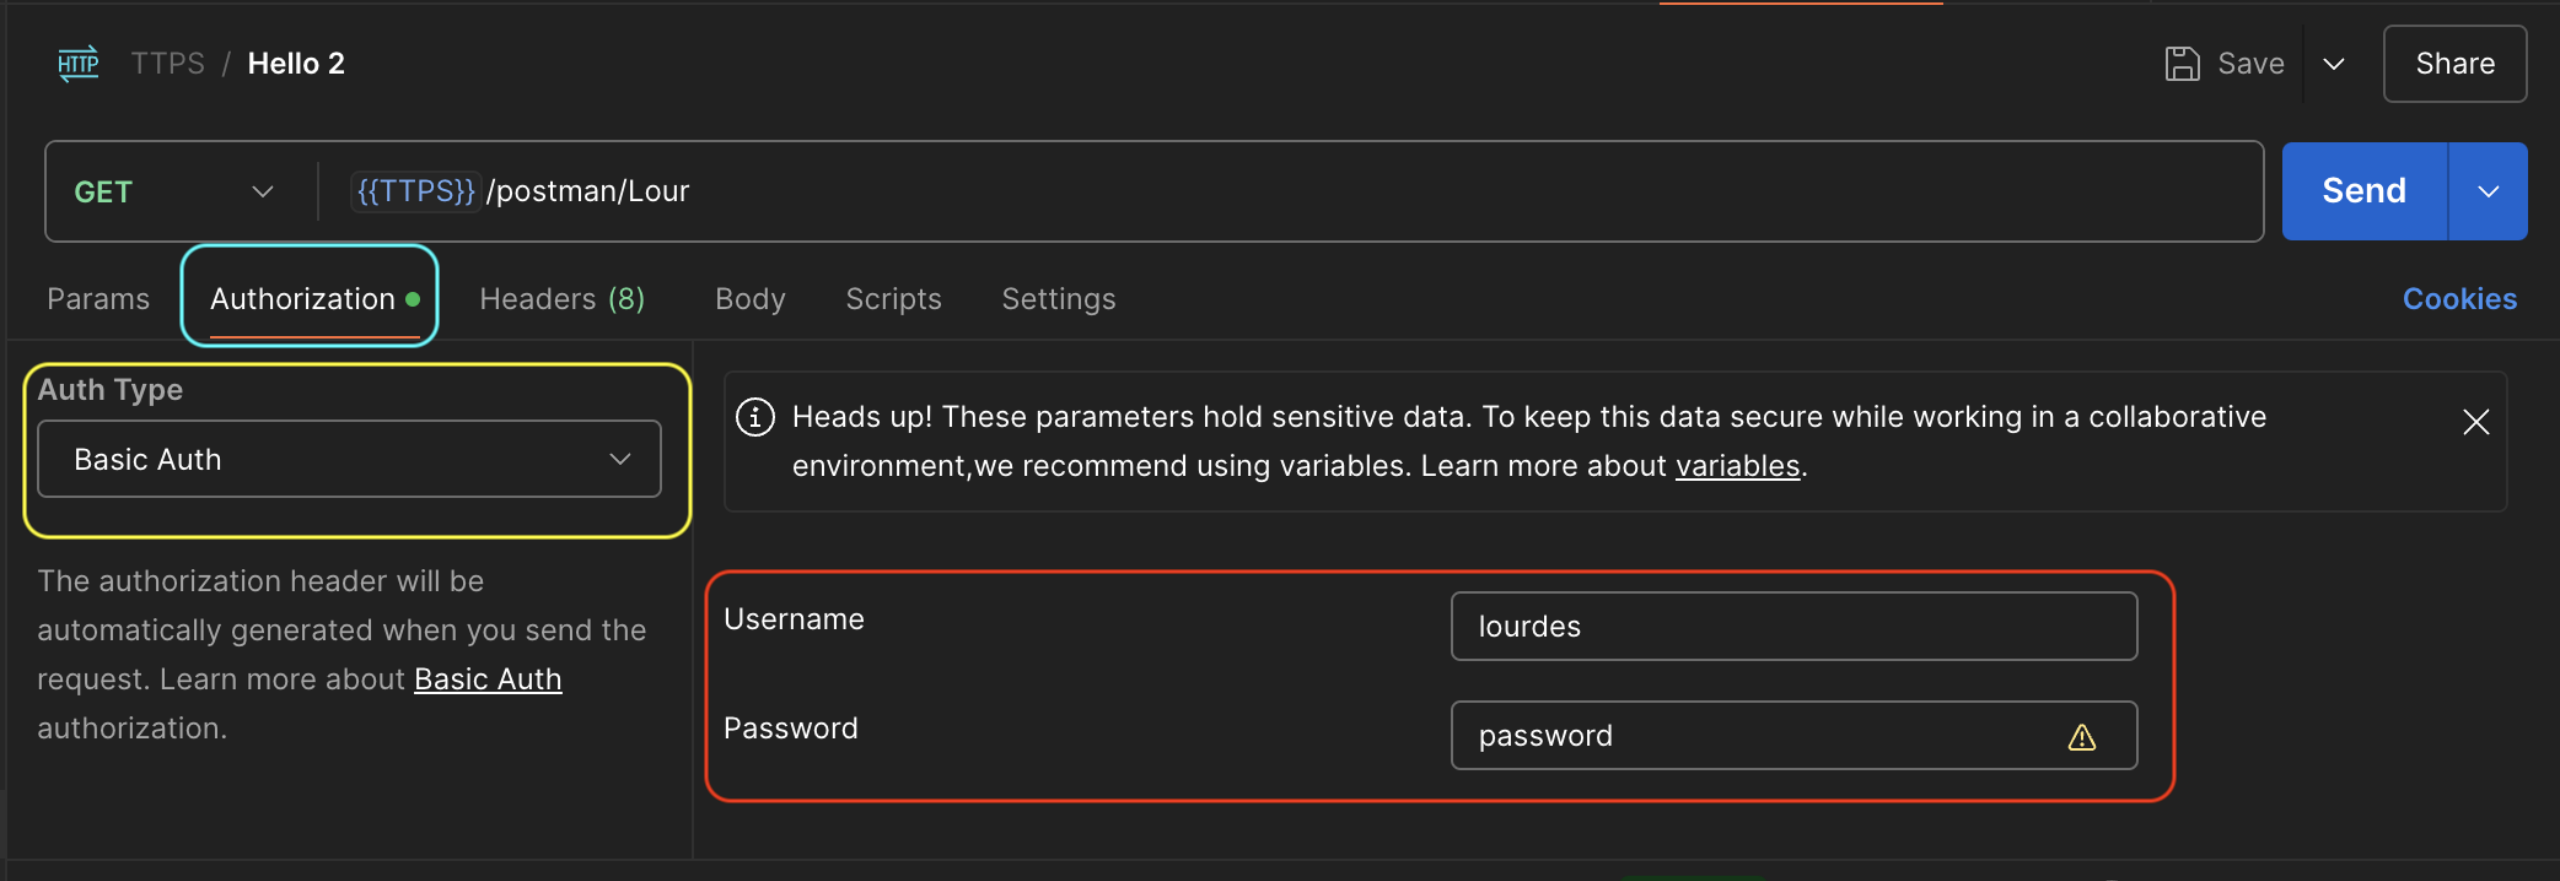 HTTP TTPS / Hello 2 Save Share
GET {{TTPS}} /postman/Lour Send
Params Authorization Headers (8) Body Scripts Settings Cookies
Auth Type
Basic Auth
The authorization header will be
automatically generated when you send the
request. Learn more about Basic Auth
authorization.
Heads up! These parameters hold sensitive data. To keep this data secure while working in a collaborative
environment,we recommend using variables. Learn more about variables.
Username lourdes
Password password